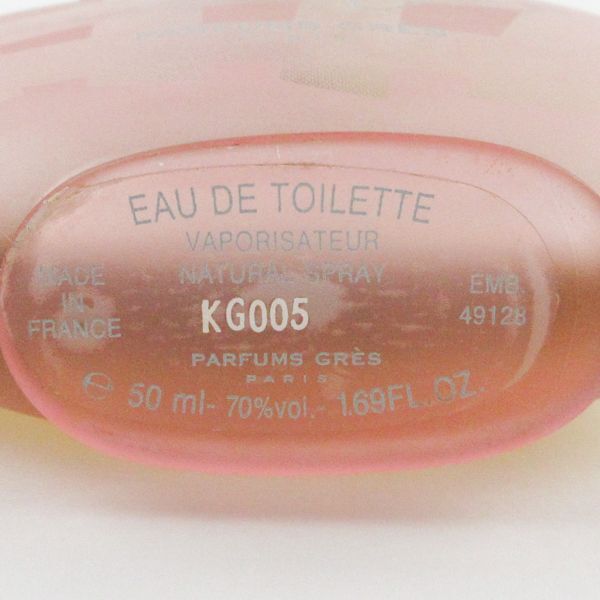 EAU DE TOILETTE
VAPORISATEUR
NATURAL SPRAY
MADE
IN
FRANCE
KG005
EMB.
49128
PARFUMS GRÈS
PARIS
℮ 50 ml- 70%vol.- 1.69FL.OZ.